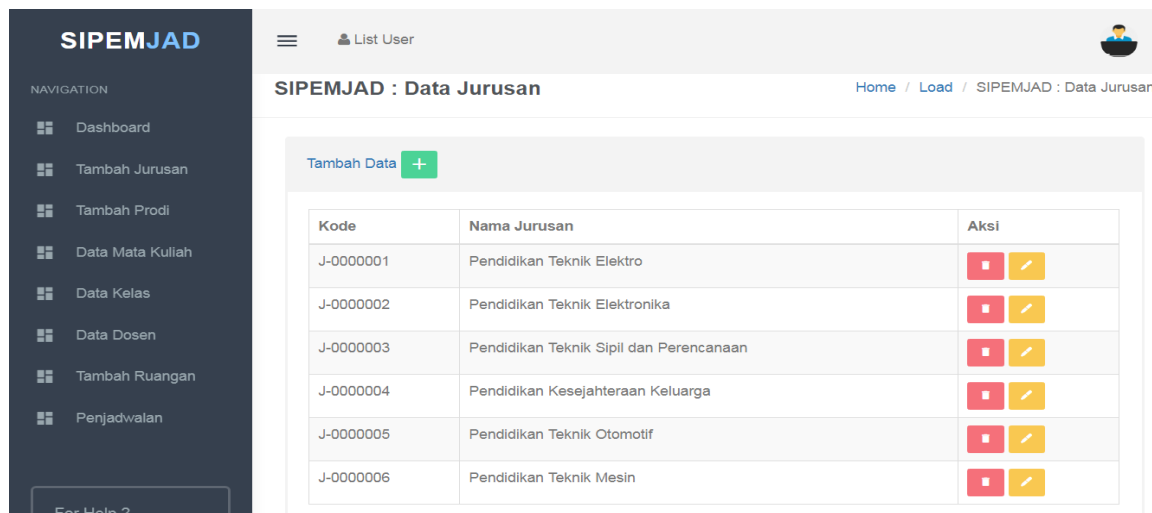 SIPEMJAD
NAVIGATION
Dashboard
Tambah Jurusan
Tambah Prodi
Data Mata Kuliah
Data Kelas
Data Dosen
Tambah Ruangan
Penjadwalan
For Help ?
List User
SIPEMJAD : Data Jurusan
Home / Load / SIPEMJAD : Data Jurusan
Tambah Data +
Kode Nama Jurusan Aksi
J-0000001 Pendidikan Teknik Elektro
J-0000002 Pendidikan Teknik Elektronika
J-0000003 Pendidikan Teknik Sipil dan Perencanaan
J-0000004 Pendidikan Kesejahteraan Keluarga
J-0000005 Pendidikan Teknik Otomotif
J-0000006 Pendidikan Teknik Mesin